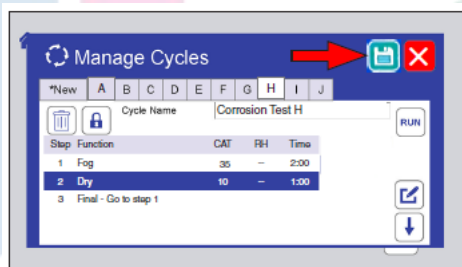 Manage Cycles
*New A B C D E F G H I J
Cycle Name Corrosion Test H
RUN
Step Function CAT RH Time
1 Fog 35 – 2:00
2 Dry 10 – 1:00
3 Final - Go to step 1